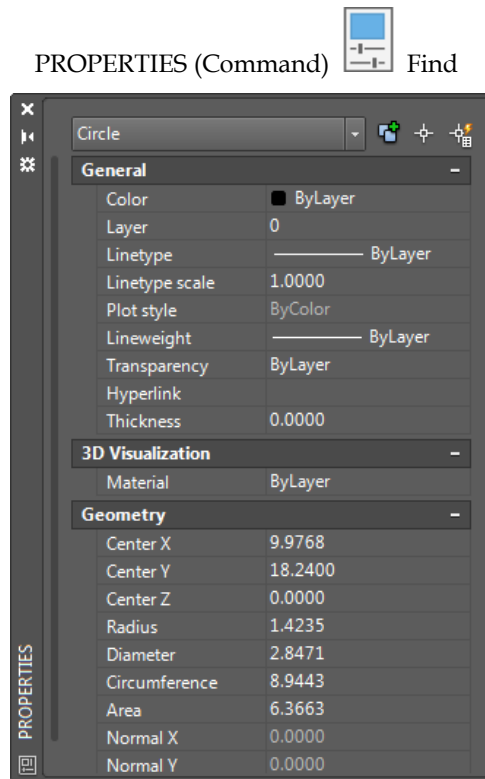 PROPERTIES (Command) Find
Circle
General
Color ByLayer
Layer 0
Linetype ByLayer
Linetype scale 1.0000
Plot style ByColor
Lineweight ByLayer
Transparency ByLayer
Hyperlink
Thickness 0.0000
3D Visualization
Material ByLayer
Geometry
Center X 9.9768
Center Y 18.2400
Center Z 0.0000
Radius 1.4235
Diameter 2.8471
Circumference 8.9443
Area 6.3663
Normal X 0.0000
Normal Y 0.0000
PROPERTIES